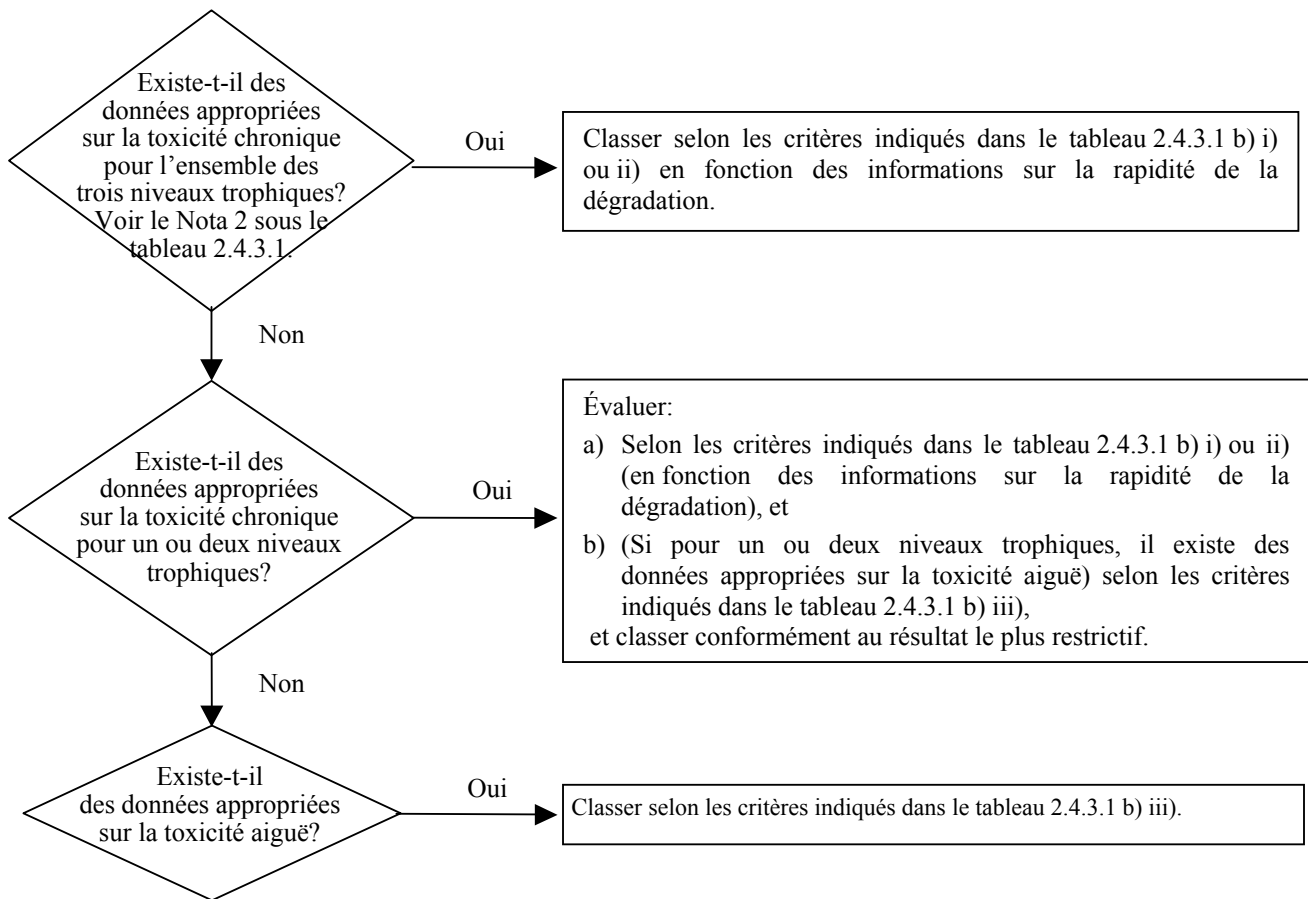 Existe-t-il des
données appropriées
sur la toxicité chronique
pour l’ensemble des
trois niveaux trophiques?
Voir le Nota 2 sous le
tableau 2.4.3.1.
Oui
Classer selon les critères indiqués dans le tableau 2.4.3.1 b) i)
ou ii) en fonction des informations sur la rapidité de la
dégradation.
Non
Existe-t-il des
données appropriées
sur la toxicité chronique
pour un ou deux niveaux
trophiques?
Oui
Évaluer:
a) Selon les critères indiqués dans le tableau 2.4.3.1 b) i) ou ii)
(en fonction des informations sur la rapidité de la
dégradation), et
b) (Si pour un ou deux niveaux trophiques, il existe des
données appropriées sur la toxicité aiguë) selon les critères
indiqués dans le tableau 2.4.3.1 b) iii),
et classer conformément au résultat le plus restrictif.
Non
Existe-t-il
des données appropriées
sur la toxicité aiguë?
Oui
Classer selon les critères indiqués dans le tableau 2.4.3.1 b) iii).